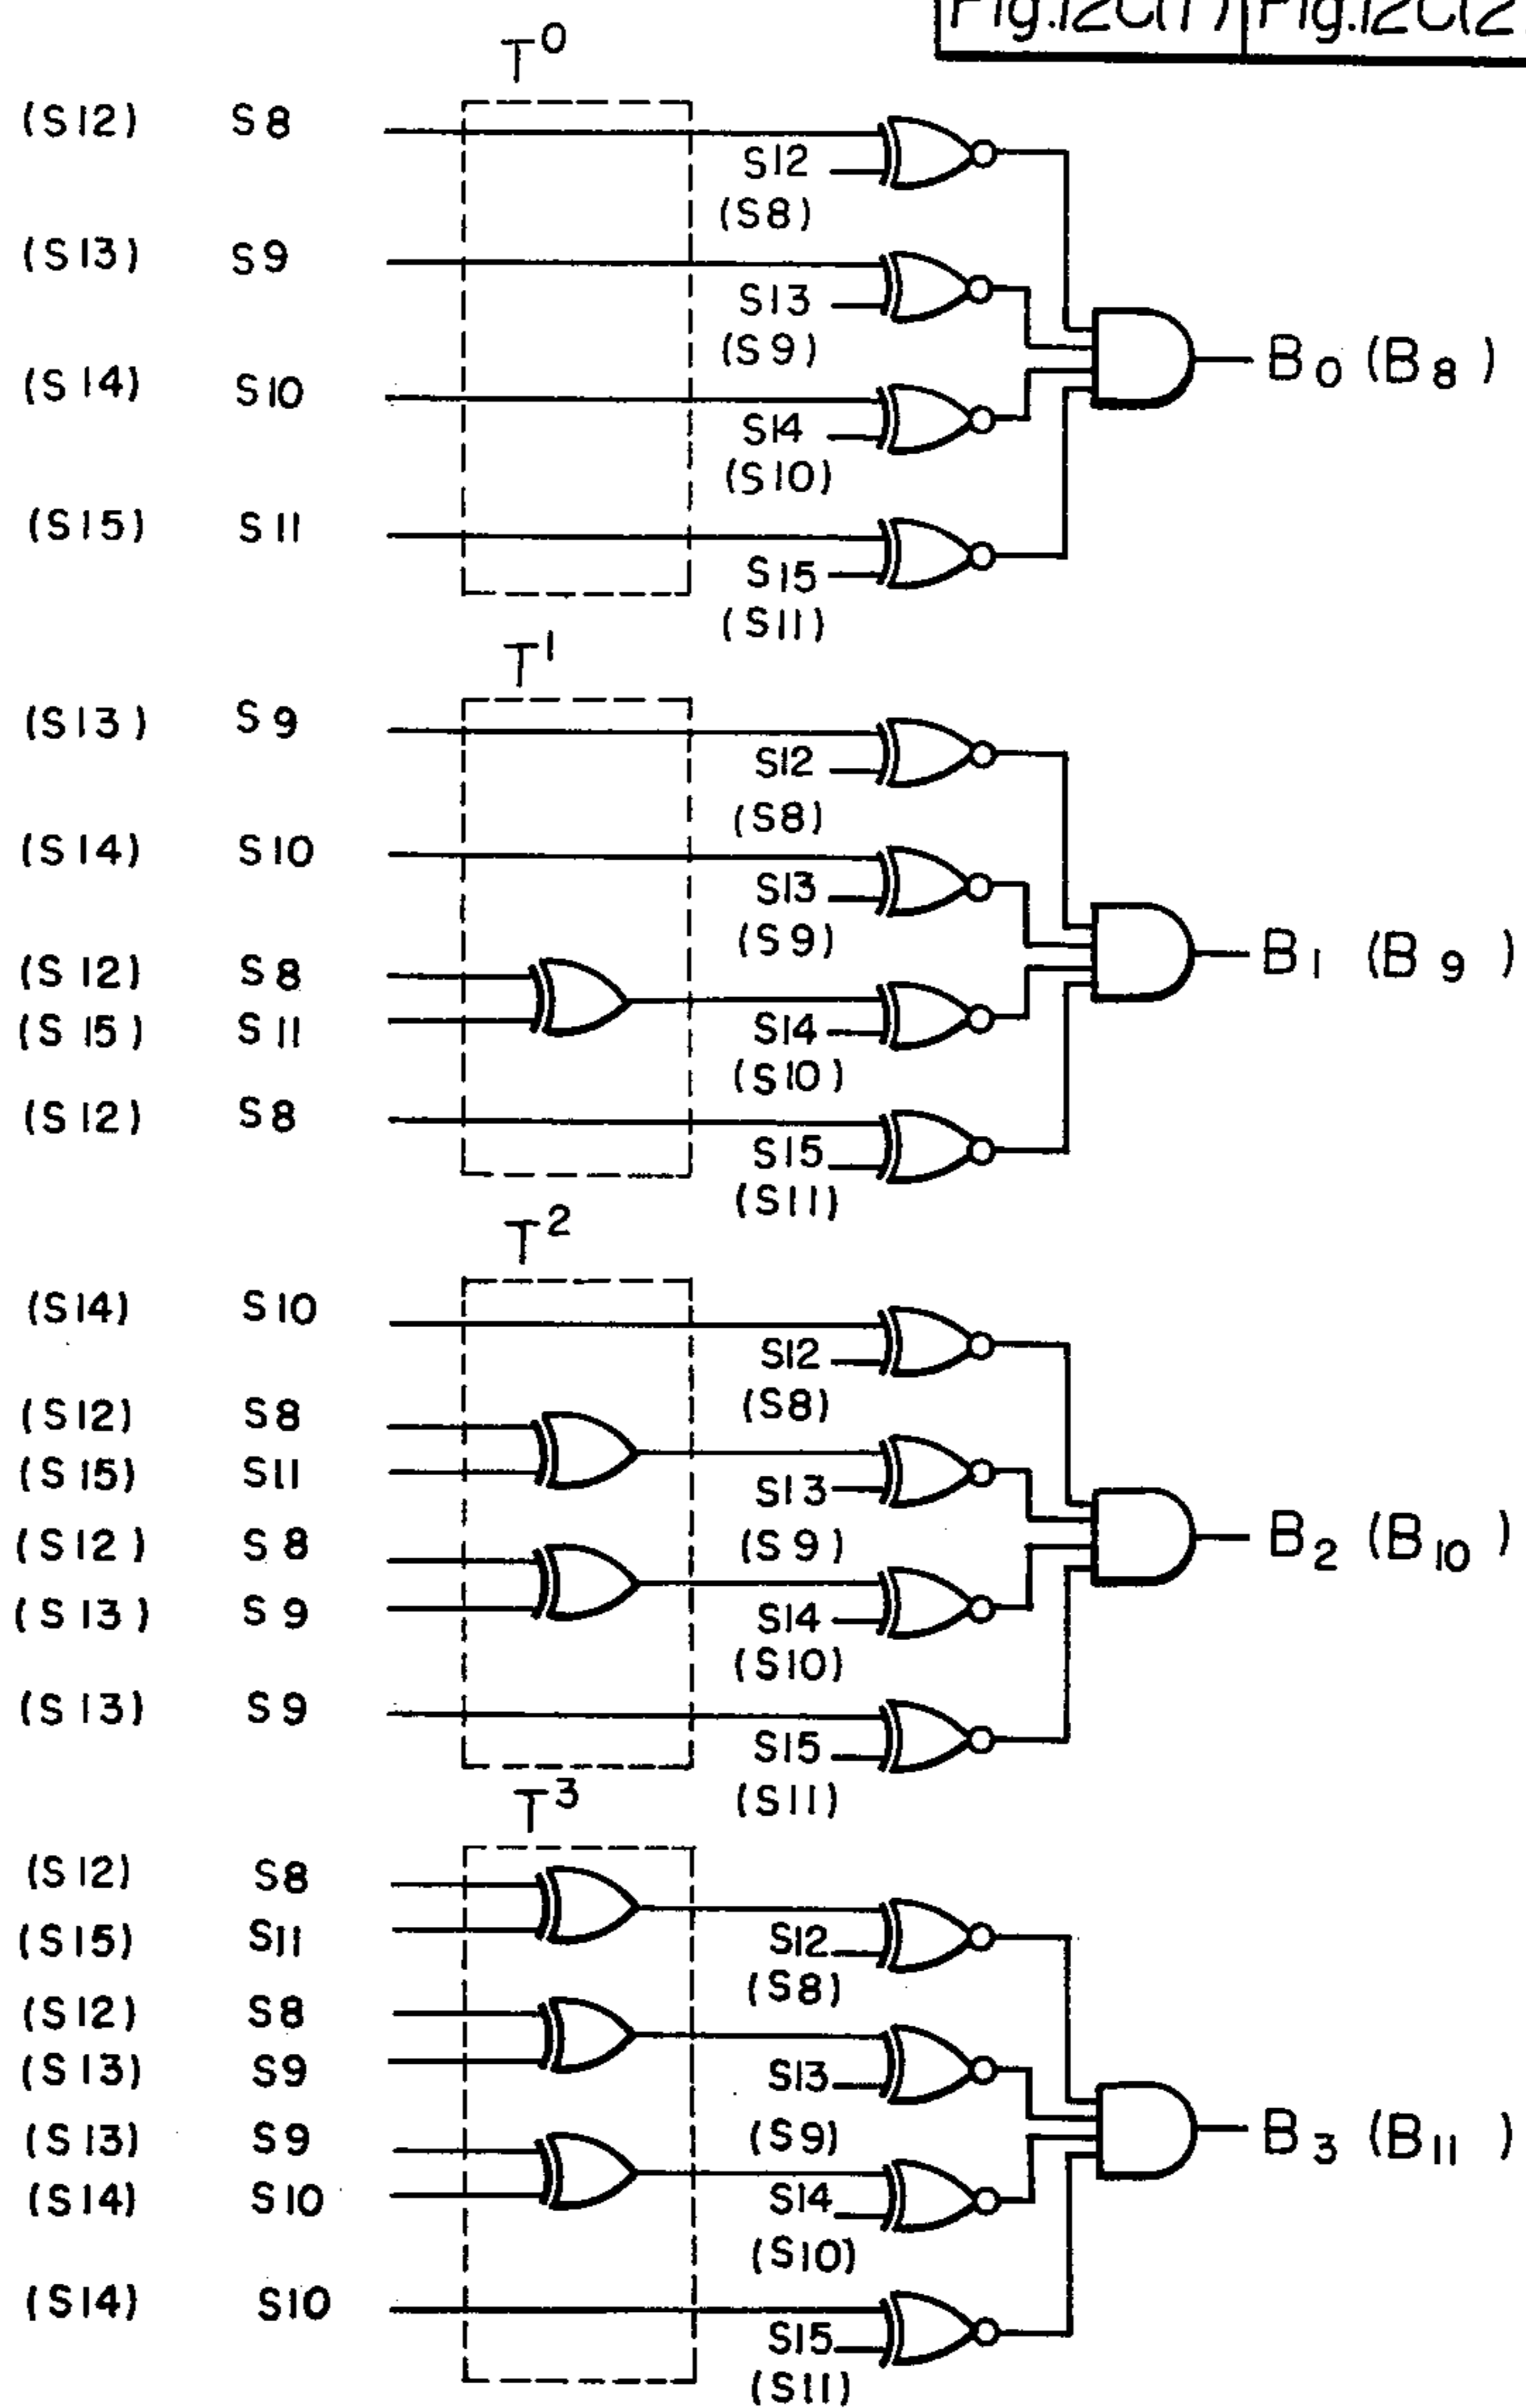 Fig.12C(1) Fig.12C(2
T0
(S12) S8
S12
(S8)
(S13) S9
S13
(S9)
B0 (B8)
(S14) S10
S14
(S10)
(S15) S11
S15
(S11)
T1
(S13) S9
S12
(S8)
(S14) S10
S13
(S9)
B1 (B9)
(S12) S8
(S15) S11
S14
(S10)
(S12) S8
S15
(S11)
T2
(S14) S10
S12
(S8)
(S12) S8
(S15) S11
S13
(S9)
B2 (B10)
(S12) S8
(S13) S9
S14
(S10)
(S13) S9
S15
(S11)
T3
(S12) S8
(S15) S11
S12
(S8)
(S12) S8
(S13) S9
S13
(S9)
B3 (B11)
(S13) S9
(S14) S10
S14
(S10)
(S14) S10
S15
(S11)